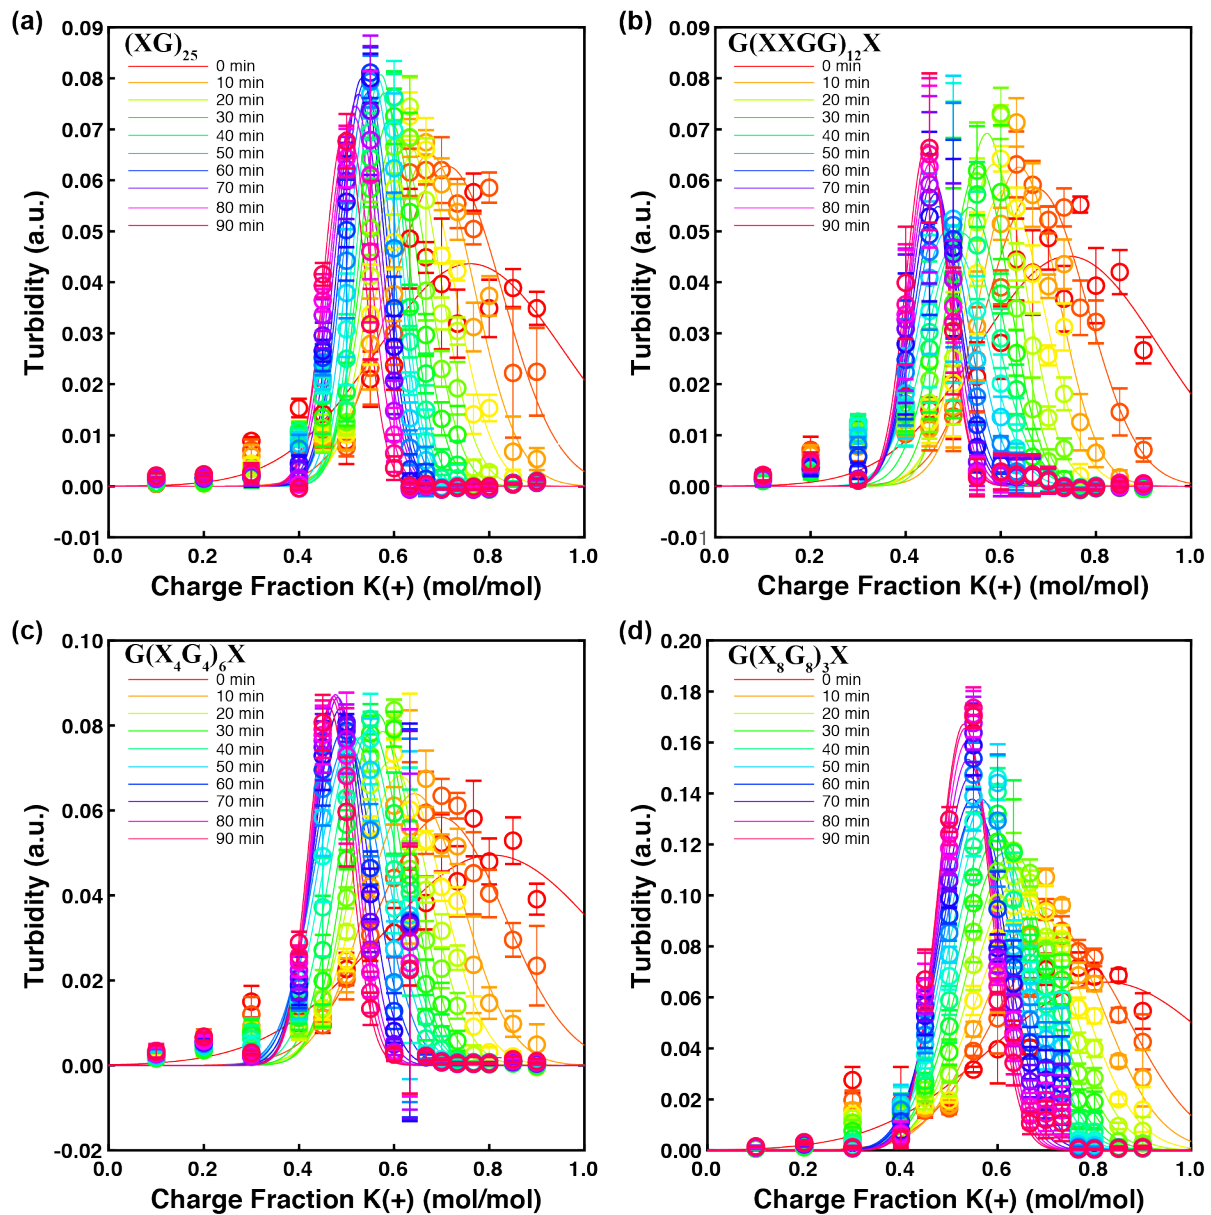 (a)
(XG)25
0 min
10 min
20 min
30 min
40 min
50 min
60 min
70 min
80 min
90 min
Turbidity (a.u.)
0.09
0.08
0.07
0.06
0.05
0.04
0.03
0.02
0.01
0.00
-0.01
0.0 0.2 0.4 0.6 0.8 1.0
Charge Fraction K(+) (mol/mol)
(b)
G(XXGG)12X
0 min
10 min
20 min
30 min
40 min
50 min
60 min
70 min
80 min
90 min
Turbidity (a.u.)
0.09
0.08
0.07
0.06
0.05
0.04
0.03
0.02
0.01
0.00
-0.01
0.0 0.2 0.4 0.6 0.8 1.0
Charge Fraction K(+) (mol/mol)
(c)
G(X4G4)6X
0 min
10 min
20 min
30 min
40 min
50 min
60 min
70 min
80 min
90 min
Turbidity (a.u.)
0.10
0.08
0.06
0.04
0.02
0.00
-0.02
0.0 0.2 0.4 0.6 0.8 1.0
Charge Fraction K(+) (mol/mol)
(d)
G(X8G8)3X
0 min
10 min
20 min
30 min
40 min
50 min
60 min
70 min
80 min
90 min
Turbidity (a.u.)
0.20
0.18
0.16
0.14
0.12
0.10
0.08
0.06
0.04
0.02
0.00
0.0 0.2 0.4 0.6 0.8 1.0
Charge Fraction K(+) (mol/mol)